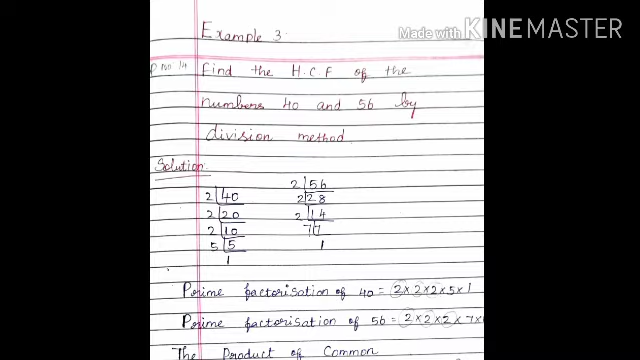 Made with KINEMASTER
Example 3.
P no. 14
Find the H.C.F of the
numbers 40 and 56 by
division method.
Solution
2 | 40
2 | 20
2 | 10
5 | 5
1
2 | 56
2 | 28
2 | 14
7 | 7
1
Prime factorisation of 40 = 2×2×2×5×1
Prime factorisation of 56 = 2×2×2×7×
The Product of Common